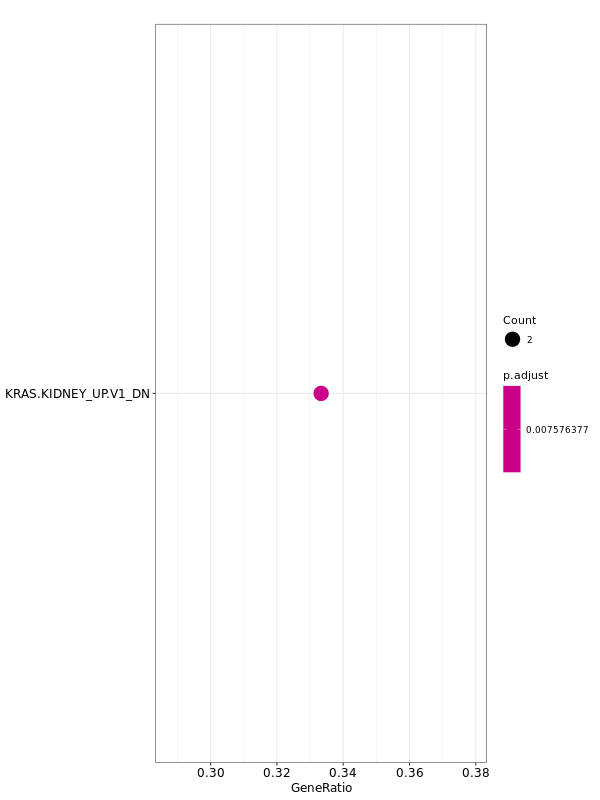 Count
2
p.adjust
KRAS.KIDNEY_UP.V1_DN
0.007576377
0.30 0.32 0.34 0.36 0.38
GeneRatio